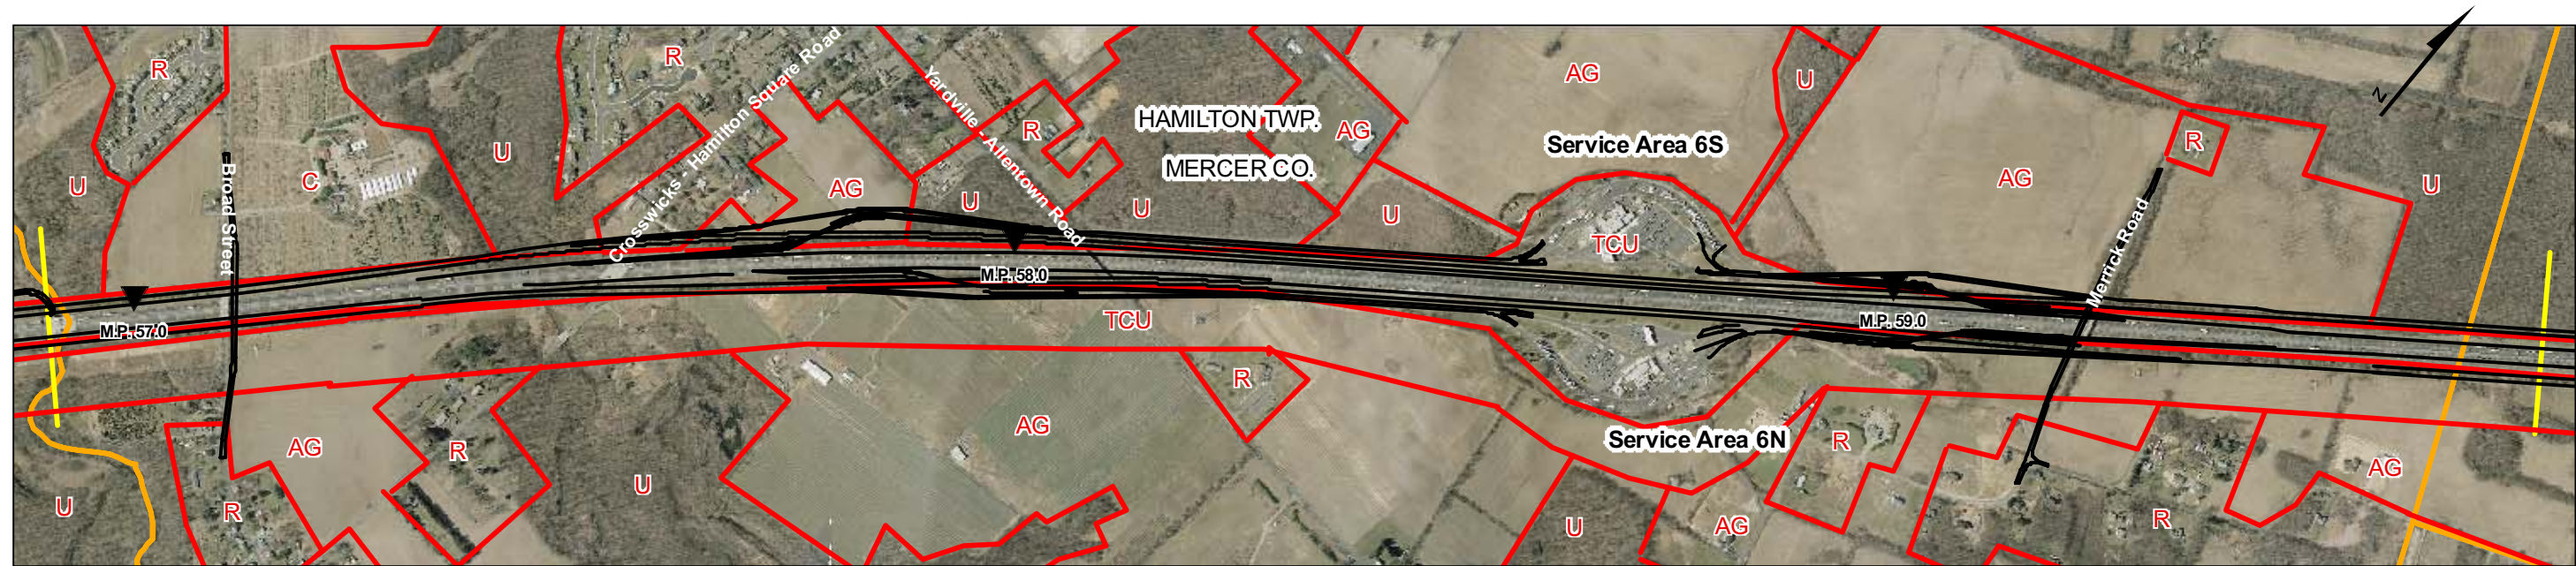 R
R
U
C
U
U
Broad Street
Crosswicks - Hamilton Square Road
AG
Yardville - Allentown Road
U
R
HAMILTON TWP.
MERCER CO.
U
AG
U
AG
Service Area 6S
TCU
U
AG
R
Merrick Road
U
N
M.P. 57.0
M.P. 58.0
M.P. 59.0
TCU
U
R
AG
R
U
AG
R
Service Area 6N
U
AG
R
R
AG